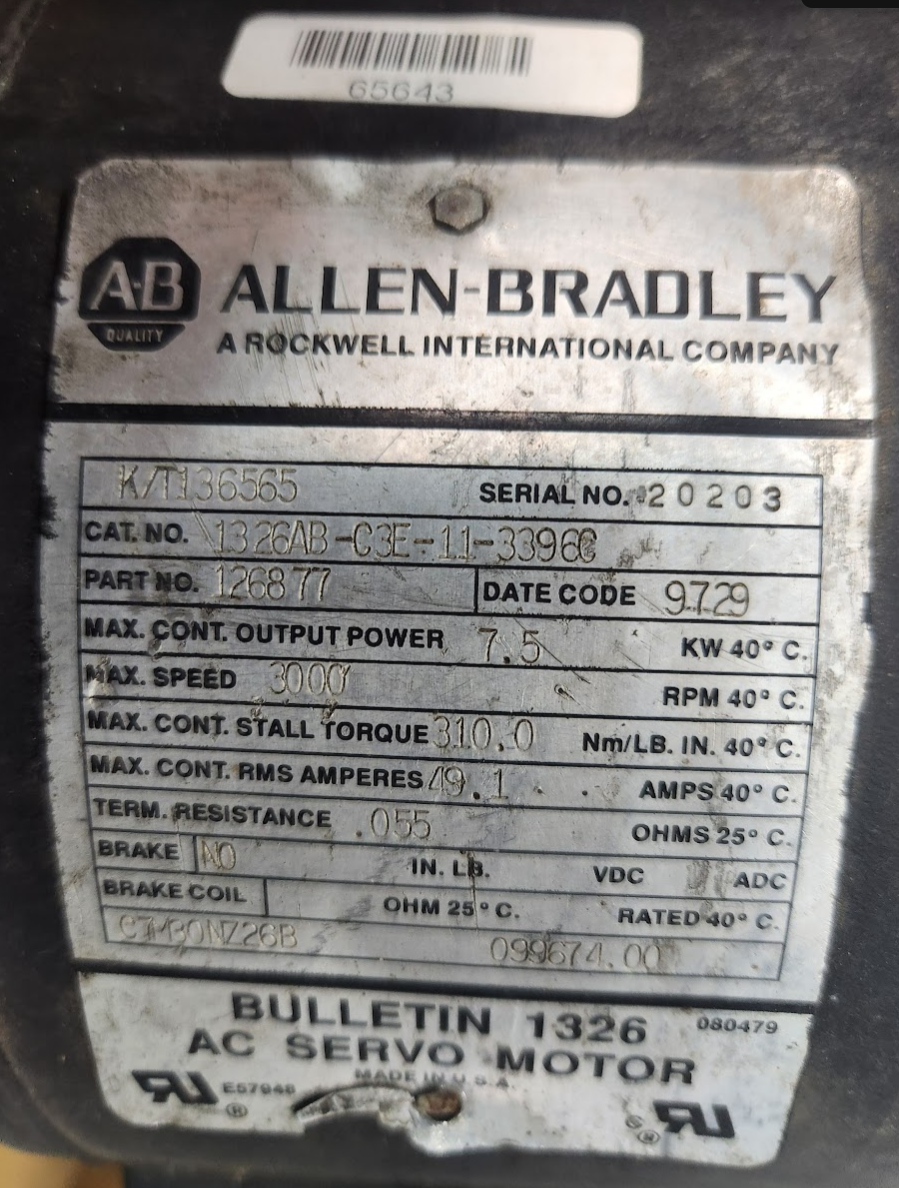 65643
A-B QUALITY
ALLEN-BRADLEY
A ROCKWELL INTERNATIONAL COMPANY
K/T136565 SERIAL NO. 20203
CAT. NO. 1326AB-C3E-11-3396C
PART NO. 126877 DATE CODE 9729
MAX. CONT. OUTPUT POWER 7.5 KW 40° C.
MAX. SPEED 3000 RPM 40° C.
MAX. CONT. STALL TORQUE 310.0 Nm/LB. IN. 40° C.
MAX. CONT. RMS AMPERES 49.1 AMPS 40° C.
TERM. RESISTANCE .055 OHMS 25° C.
BRAKE NO IN. LB. VDC ADC
BRAKE COIL OHM 25° C. RATED 40° C.
099674.00
BULLETIN 1326 080479
AC SERVO MOTOR
MADE IN U.S.A.
E57948